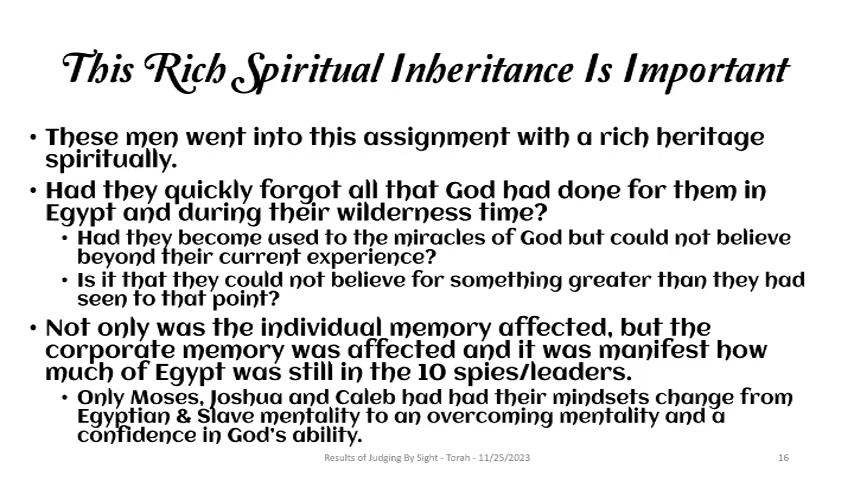 This Rich Spiritual Inheritance Is Important
• These men went into this assignment with a rich heritage
spiritually.
• Had they quickly forgot all that God had done for them in
Egypt and during their wilderness time?
• Had they become used to the miracles of God but could not believe
beyond their current experience?
• Is it that they could not believe for something greater than they had
seen to that point?
• Not only was the individual memory affected, but the
corporate memory was affected and it was manifest how
much of Egypt was still in the 10 spies/leaders.
• Only Moses, Joshua and Caleb had had their mindsets change from
Egyptian & Slave mentality to an overcoming mentality and a
confidence in God's ability.
Results of Judging By Sight - Torah - 11/25/2023
16